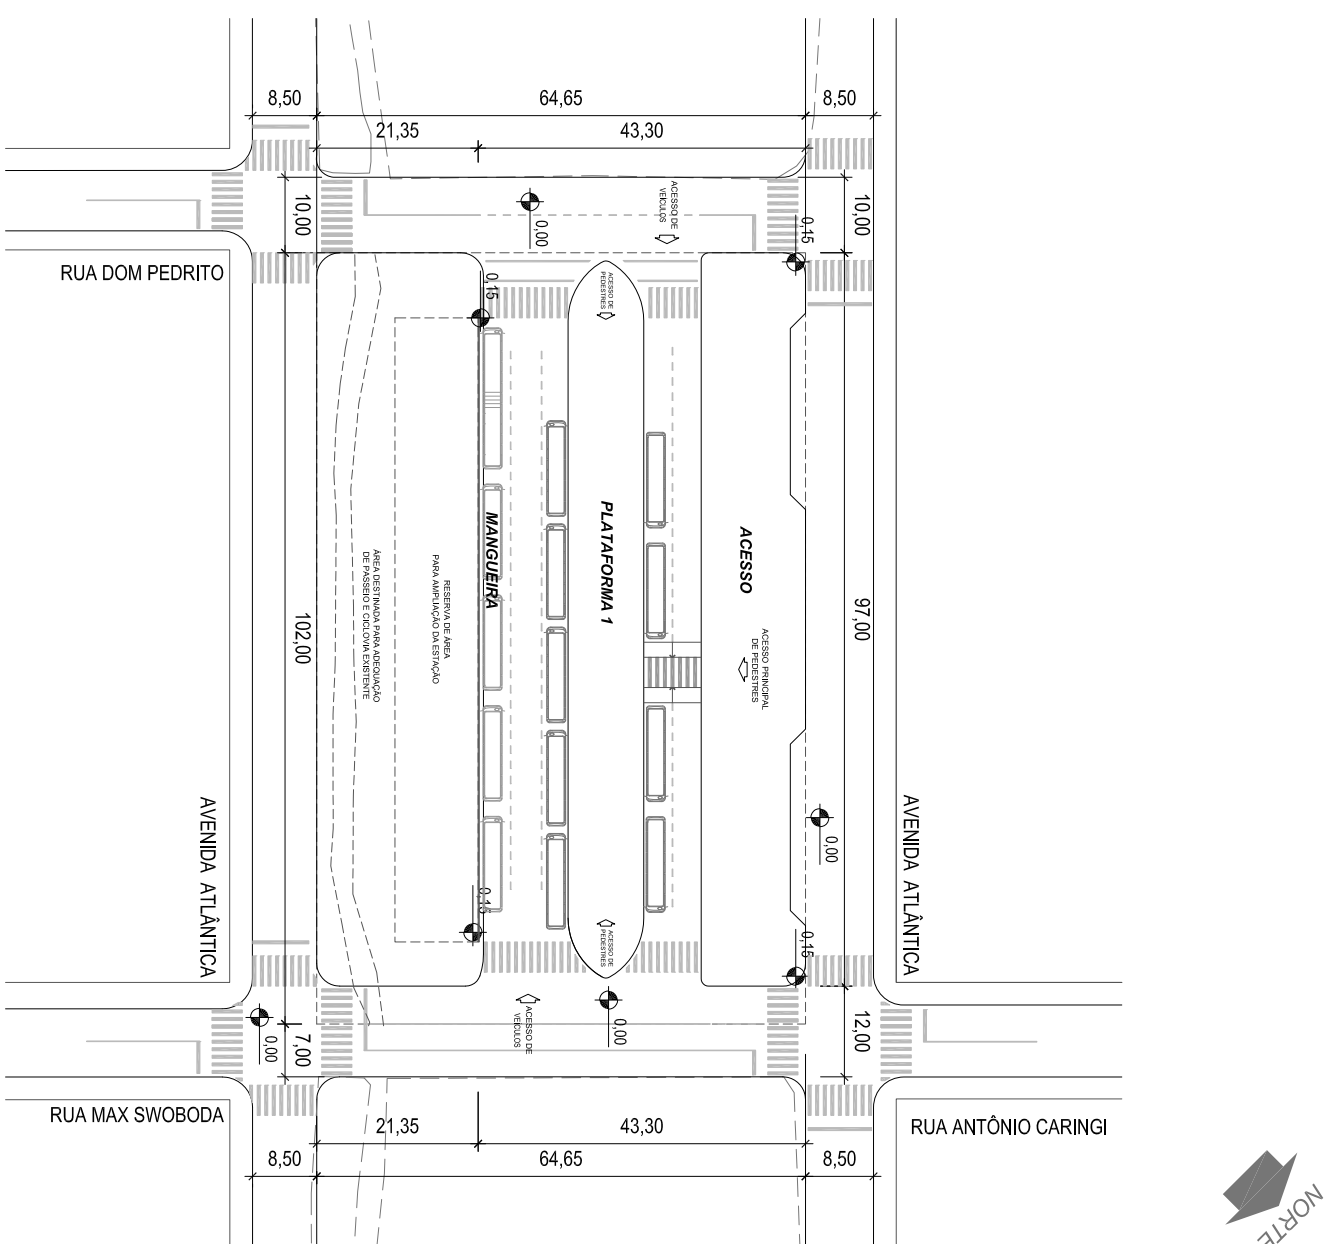 8,50
64,65
8,50
21,35
43,30
10,00
ACESSO DE
VEÍCULOS
0,00
0,15
10,00
RUA DOM PEDRITO
0,15
ACESSO DE
PEDESTRES
MANGUEIRA
PLATAFORMA 1
ACESSO
ÁREA DESTINADA PARA ADEQUAÇÃO
DE PASSEIO E CICLOVIA EXISTENTE
RESERVA DE ÁREA
PARA AMPLIAÇÃO DA ESTAÇÃO
102,00
ACESSO PRINCIPAL
DE PEDESTRES
97,00
AVENIDA ATLÂNTICA
AVENIDA ATLÂNTICA
0,00
0,15
ACESSO DE
PEDESTRES
0,15
0,00
7,00
ACESSO DE
VEÍCULOS
0,00
12,00
RUA MAX SWOBODA
RUA ANTÔNIO CARINGI
21,35
43,30
8,50
64,65
8,50
NORTE